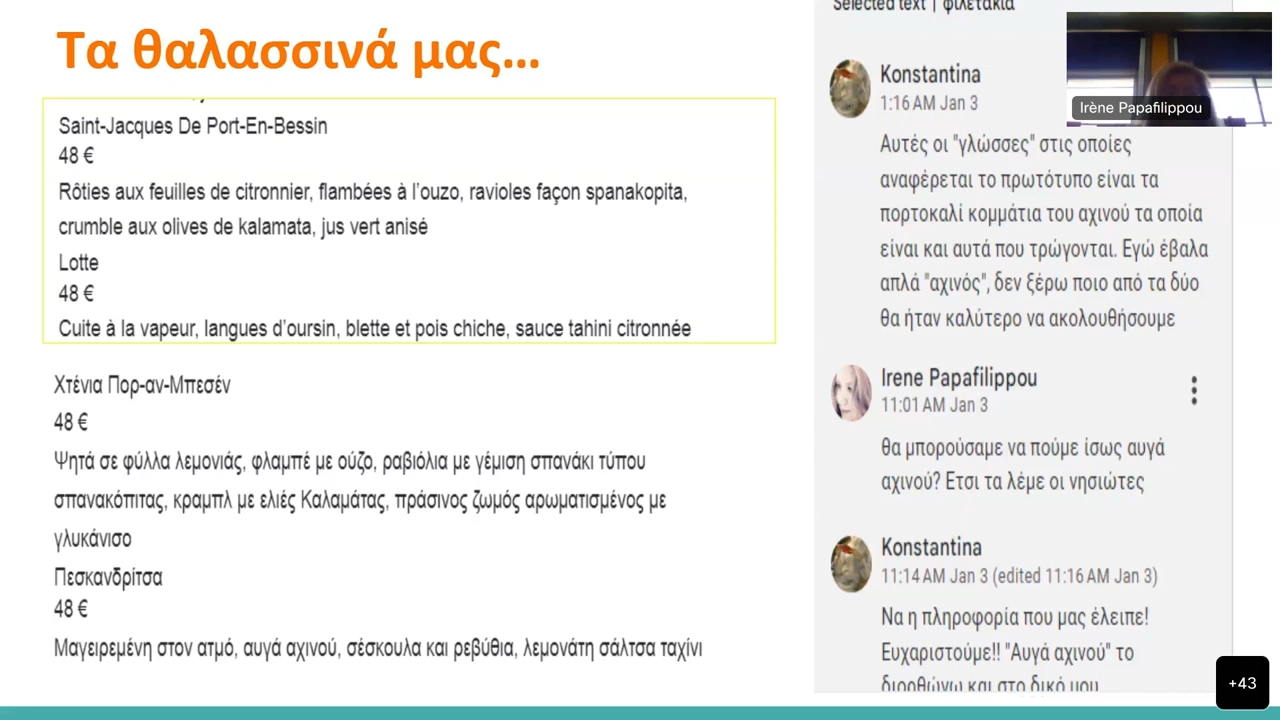 Τα θαλασσινά μας...
Saint-Jacques De Port-En-Bessin
48 €
Rôties aux feuilles de citronnier, flambées à l'ouzo, ravioles façon spanakopita,
crumble aux olives de kalamata, jus vert anisé
Lotte
48 €
Cuite à la vapeur, langues d'oursin, blette et pois chiche, sauce tahini citronnée
Χτένια Πορ-αν-Μπεσέν
48 €
Ψητά σε φύλλα λεμονιάς, φλαμπέ με ούζο, ραβιόλια με γέμιση σπανάκι τύπου
σπανακόπιτας, κραμπλ με ελιές Καλαμάτας, πράσινος ζωμός αρωματισμένος με
γλυκάνισο
Πεσκανδρίτσα
48 €
Μαγειρεμένη στον ατμό, αυγά αχινού, σέσκουλα και ρεβύθια, λεμονάτη σάλτσα ταχίνι
Selected text | φιλετάκια
Konstantina
1:16 AM Jan 3
Αυτές οι "γλώσσες" στις οποίες
αναφέρεται το πρωτότυπο είναι τα
πορτοκαλί κομμάτια του αχινού τα οποία
είναι και αυτά που τρώγονται. Εγώ έβαλα
απλά "αχινός", δεν ξέρω ποιο από τα δύο
θα ήταν καλύτερο να ακολουθήσουμε
Irene Papafilippou
11:01 AM Jan 3
θα μπορούσαμε να πούμε ίσως αυγά
αχινού? Ετσι τα λέμε οι νησιώτες
Konstantina
11:14 AM Jan 3 (edited 11:16 AM Jan 3)
Να η πληροφορία που μας έλειπε!
Ευχαριστούμε!! "Αυγά αχινού" το
διορθώνω και στο δικό μου
Irène Papafilippou
+43